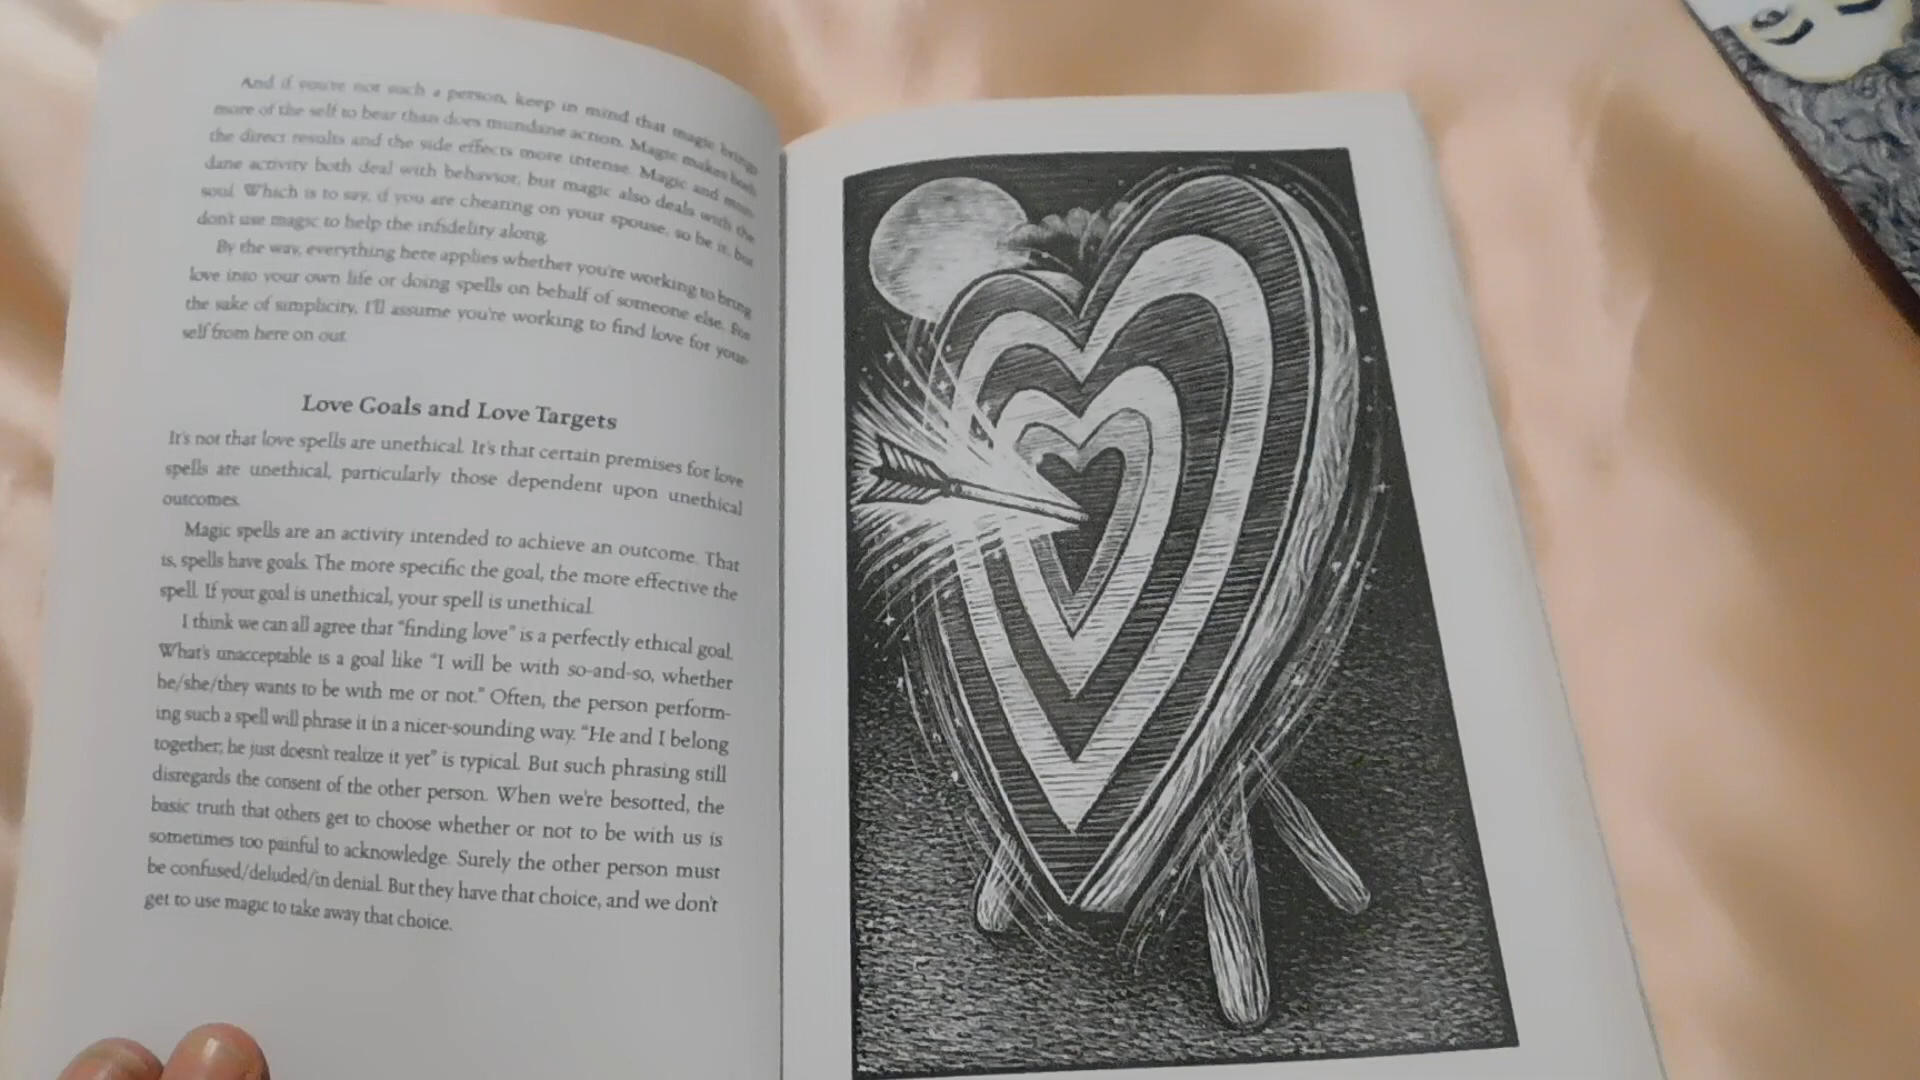 And if you're not such a person, keep in mind that magic brings
more of the self to bear than does mundane action. Magic makes both
the direct results and the side effects more intense. Magic and mun-
dane activity both deal with behavior, but magic also deals with the
soul. Which is to say, if you are cheating on your spouse, so be it, but
don't use magic to help the infidelity along.
By the way, everything here applies whether you're working to bring
love into your own life or doing spells on behalf of someone else. For
the sake of simplicity, I'll assume you're working to find love for your-
self from here on out.
Love Goals and Love Targets
It's not that love spells are unethical. It's that certain premises for love
spells are unethical, particularly those dependent upon unethical
outcomes.
Magic spells are an activity intended to achieve an outcome. That
is, spells have goals. The more specific the goal, the more effective the
spell. If your goal is unethical, your spell is unethical.
I think we can all agree that "finding love" is a perfectly ethical goal.
What's unacceptable is a goal like "I will be with so-and-so, whether
he/she/they wants to be with me or not." Often, the person perform-
ing such a spell will phrase it in a nicer-sounding way. "He and I belong
together; he just doesn't realize it yet" is typical. But such phrasing still
disregards the consent of the other person. When we're besotted, the
basic truth that others get to choose whether or not to be with us is
sometimes too painful to acknowledge. Surely the other person must
be confused/deluded/in denial. But they have that choice, and we don't
get to use magic to take away that choice.